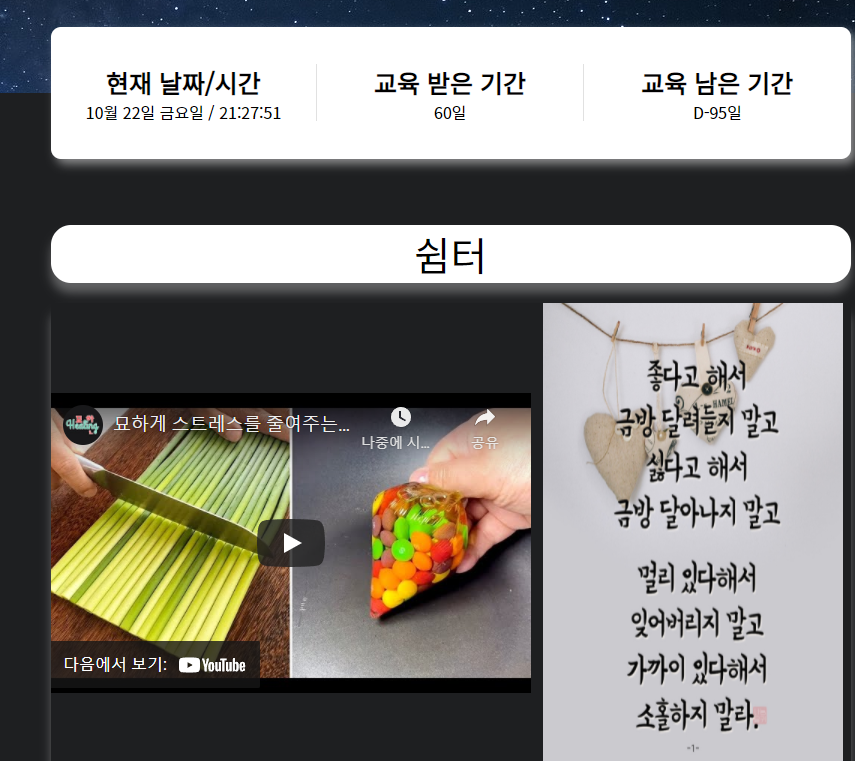 현재 날짜/시간
10월 22일 금요일 / 21:27:51
교육 받은 기간
60일
교육 남은 기간
D-95일
쉼터
Healing
묘하게 스트레스를 줄여주는...
나중에 시...
공유
다음에서 보기: YouTube
HAMEL
좋다고 해서
금방 달려들지 말고
싫다고 해서
금방 달아나지 말고
멀리 있다해서
잊어버리지 말고
가까이 있다해서
소홀하지 말라.
-1-